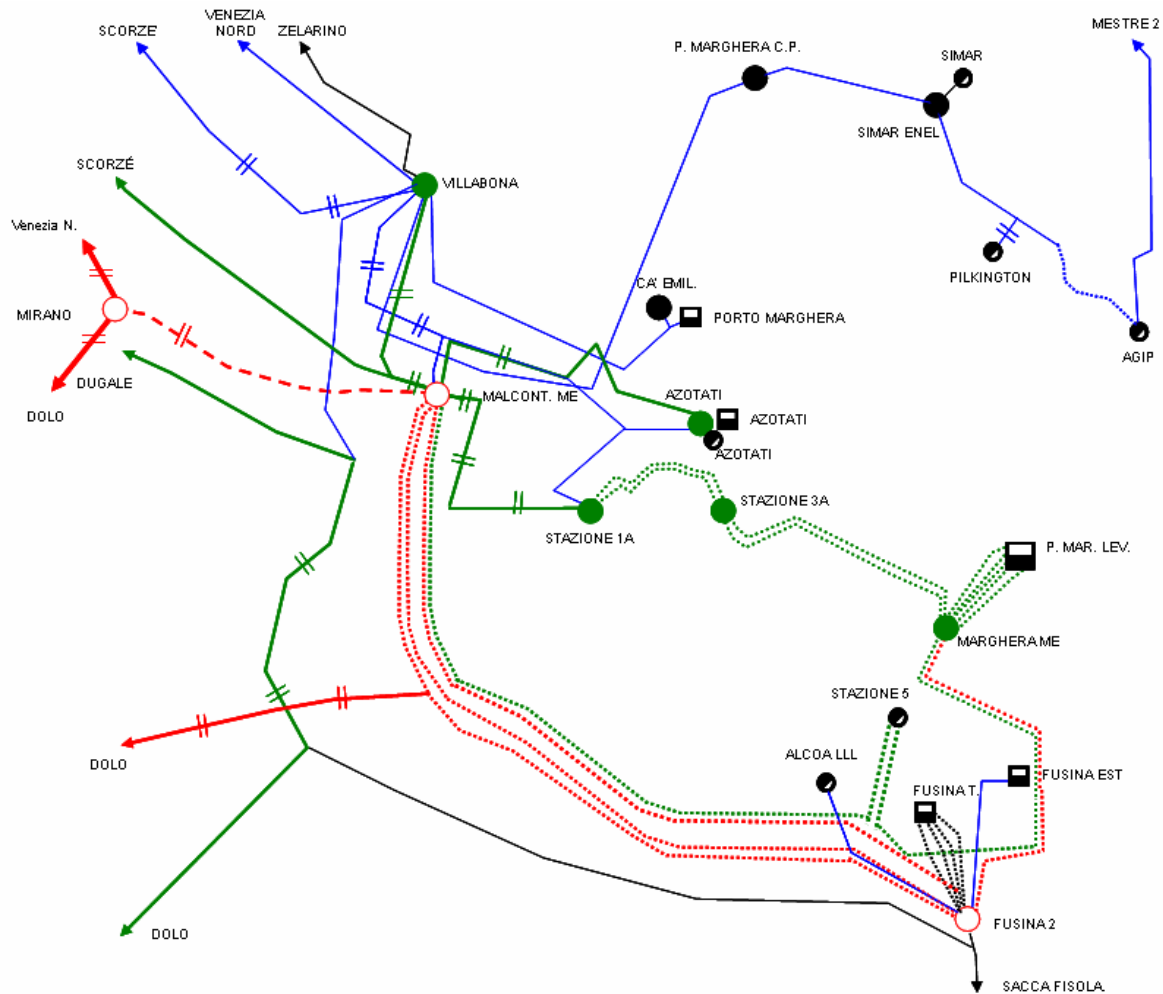 VENEZIA
NORD
SCORZE'
ZELARINO
MESTRE 2
P. MARGHERA C.P.
SIMAR
SIMAR ENEL
SCORZÉ
VILLABONA
Venezia N.
PILKINGTON
CA' EMIL.
MIRANO
PORTO MARGHERA
AGIP
DUGALE
MALCONT. ME
AZOTATI
DOLO
AZOTATI
AZOTATI
STAZIONE 3A
STAZIONE 1A
P. MAR. LEV.
MARGHERA ME
STAZIONE 5
DOLO
ALCOA LLL
FUSINA EST
FUSINA T.
DOLO
FUSINA 2
SACCA FISOLA